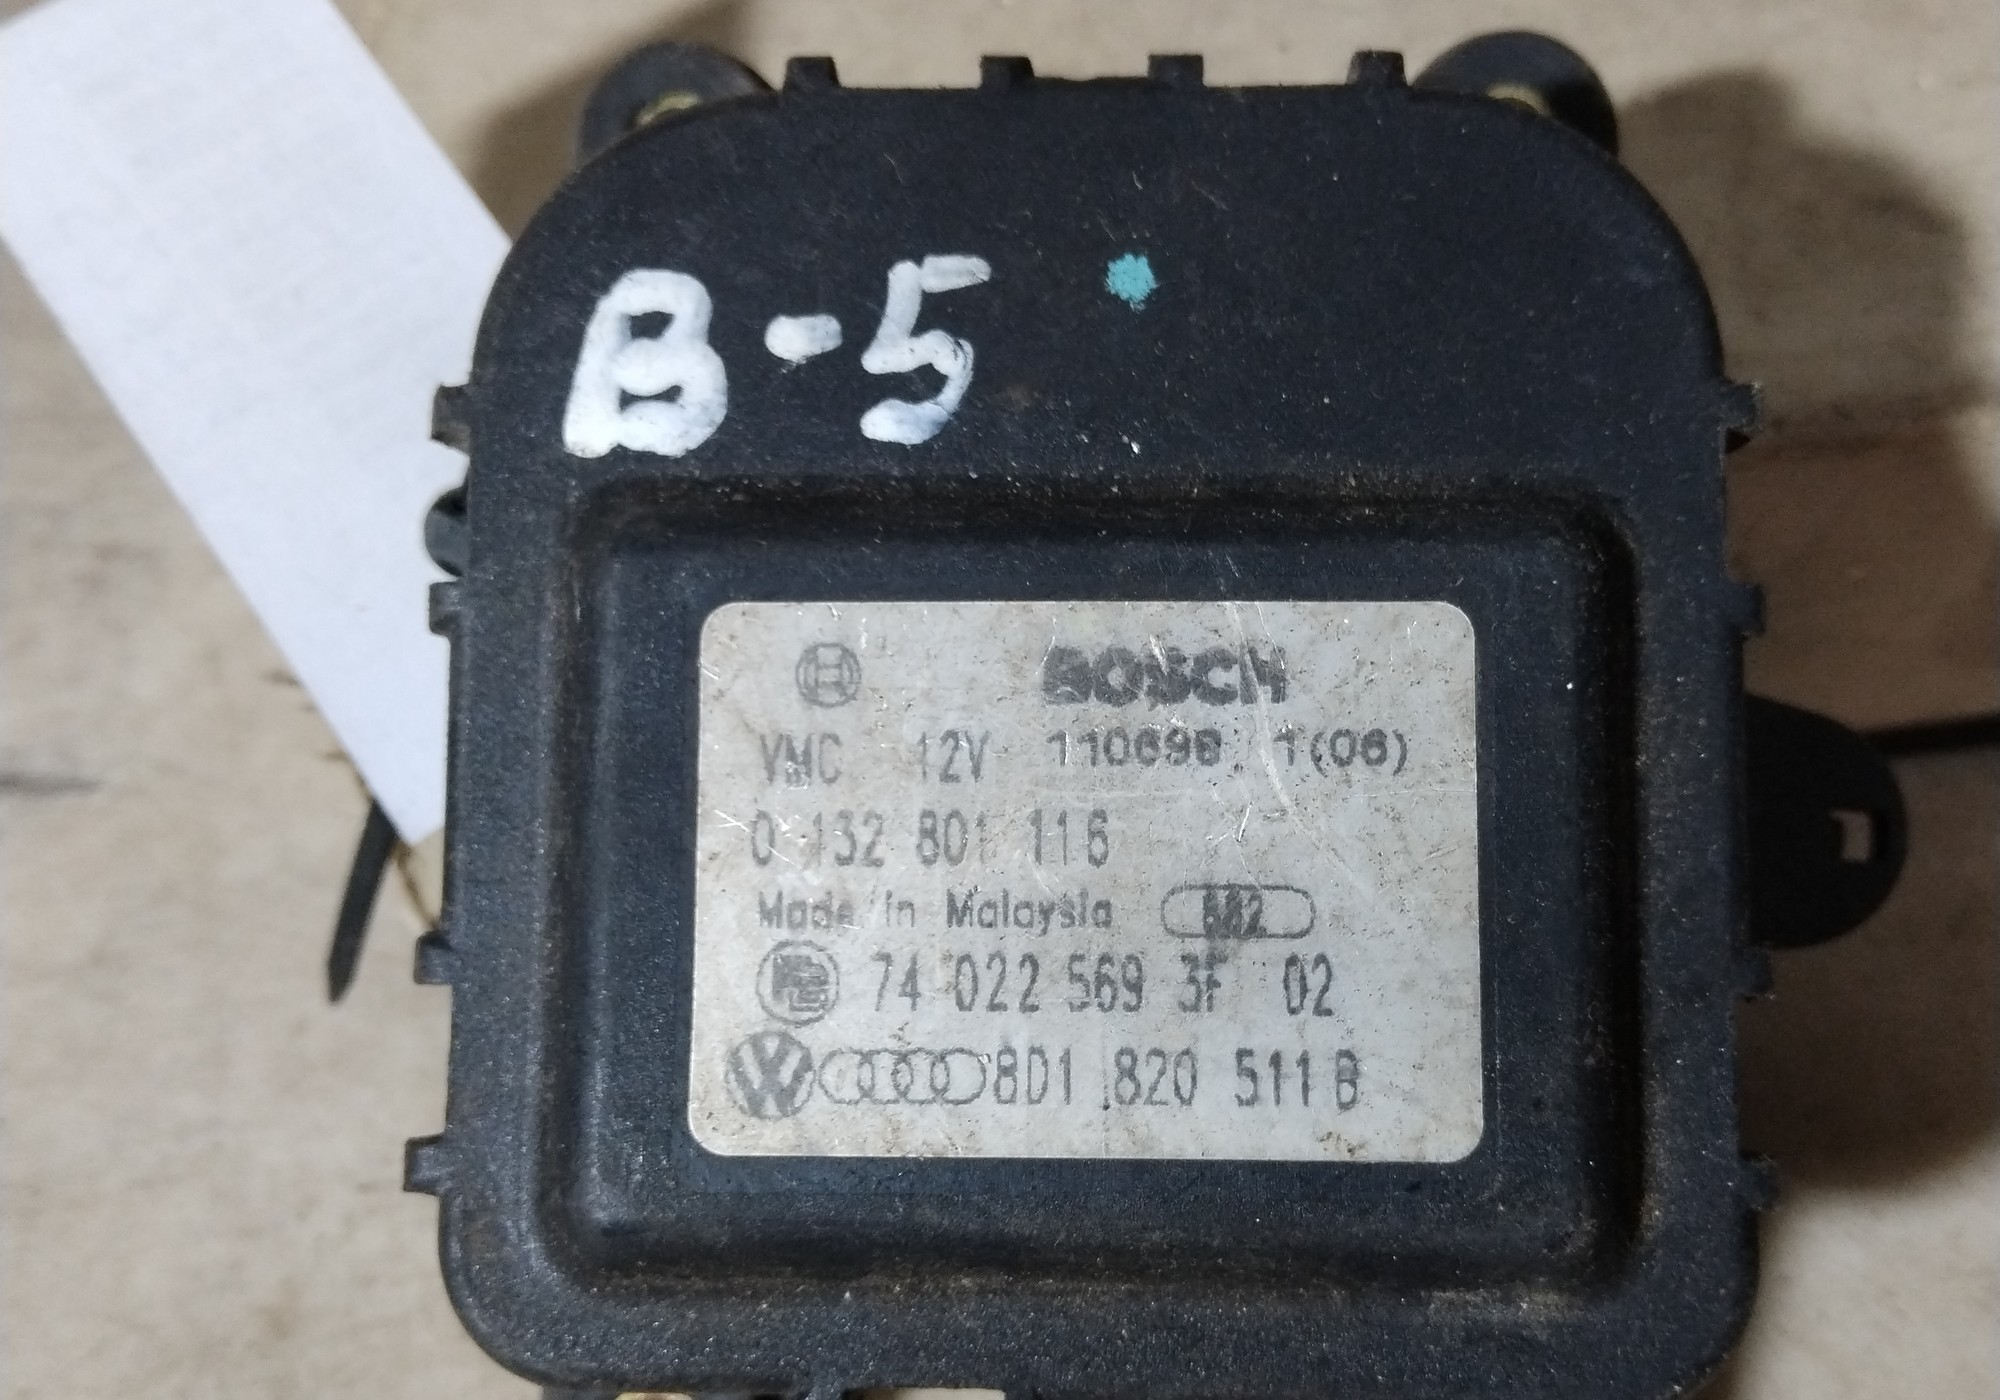 B-5
BOSCH
VMC 12V 110698 1(06)
0 132 801 116
Made in Malaysia 882
74 022 569 3F 02
8D1 820 511 B